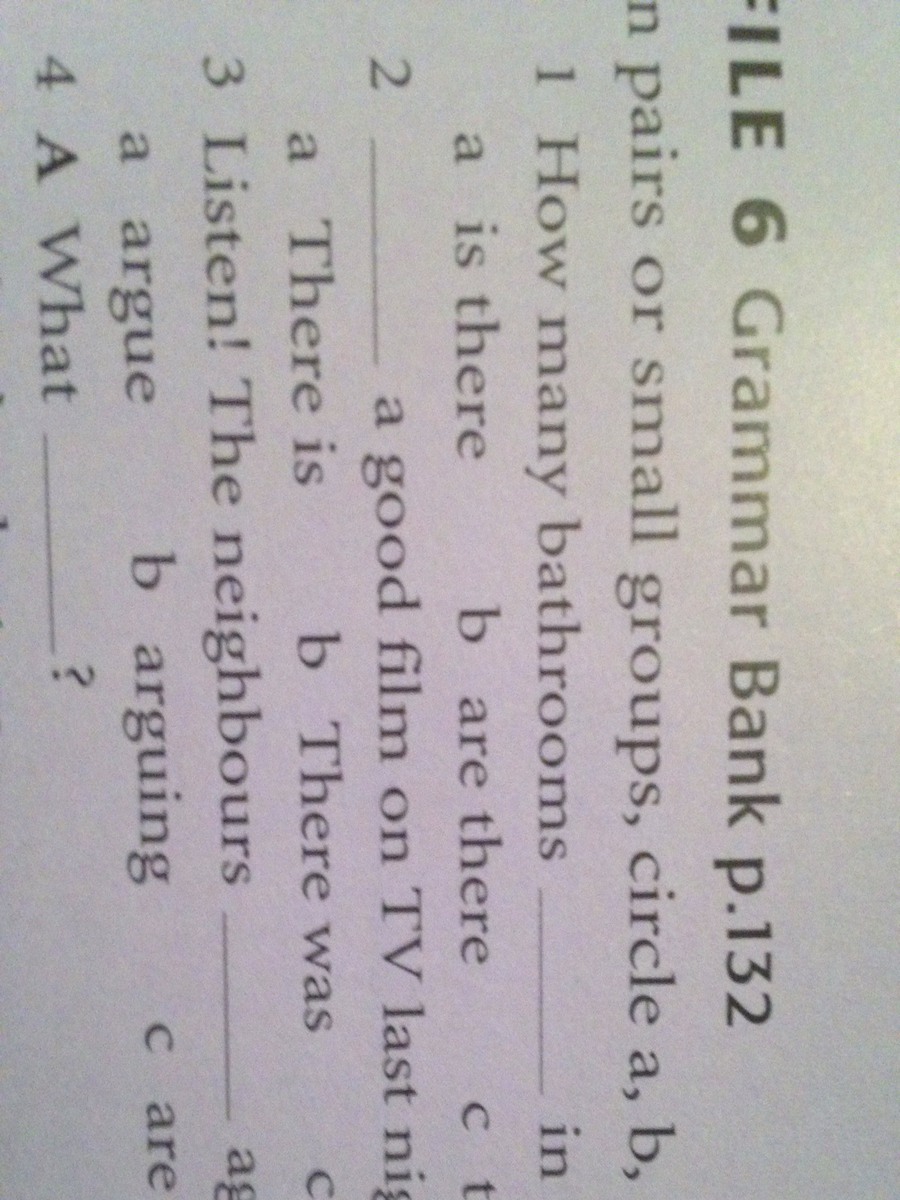 FILE 6 Grammar Bank p.132
n pairs or small groups, circle a, b,
1 How many bathrooms ______ in
a is there b are there c t
2 ______ a good film on TV last nig
a There is b There was c
3 Listen! The neighbours ______ ag
a argue b arguing c are
4 A What ______?